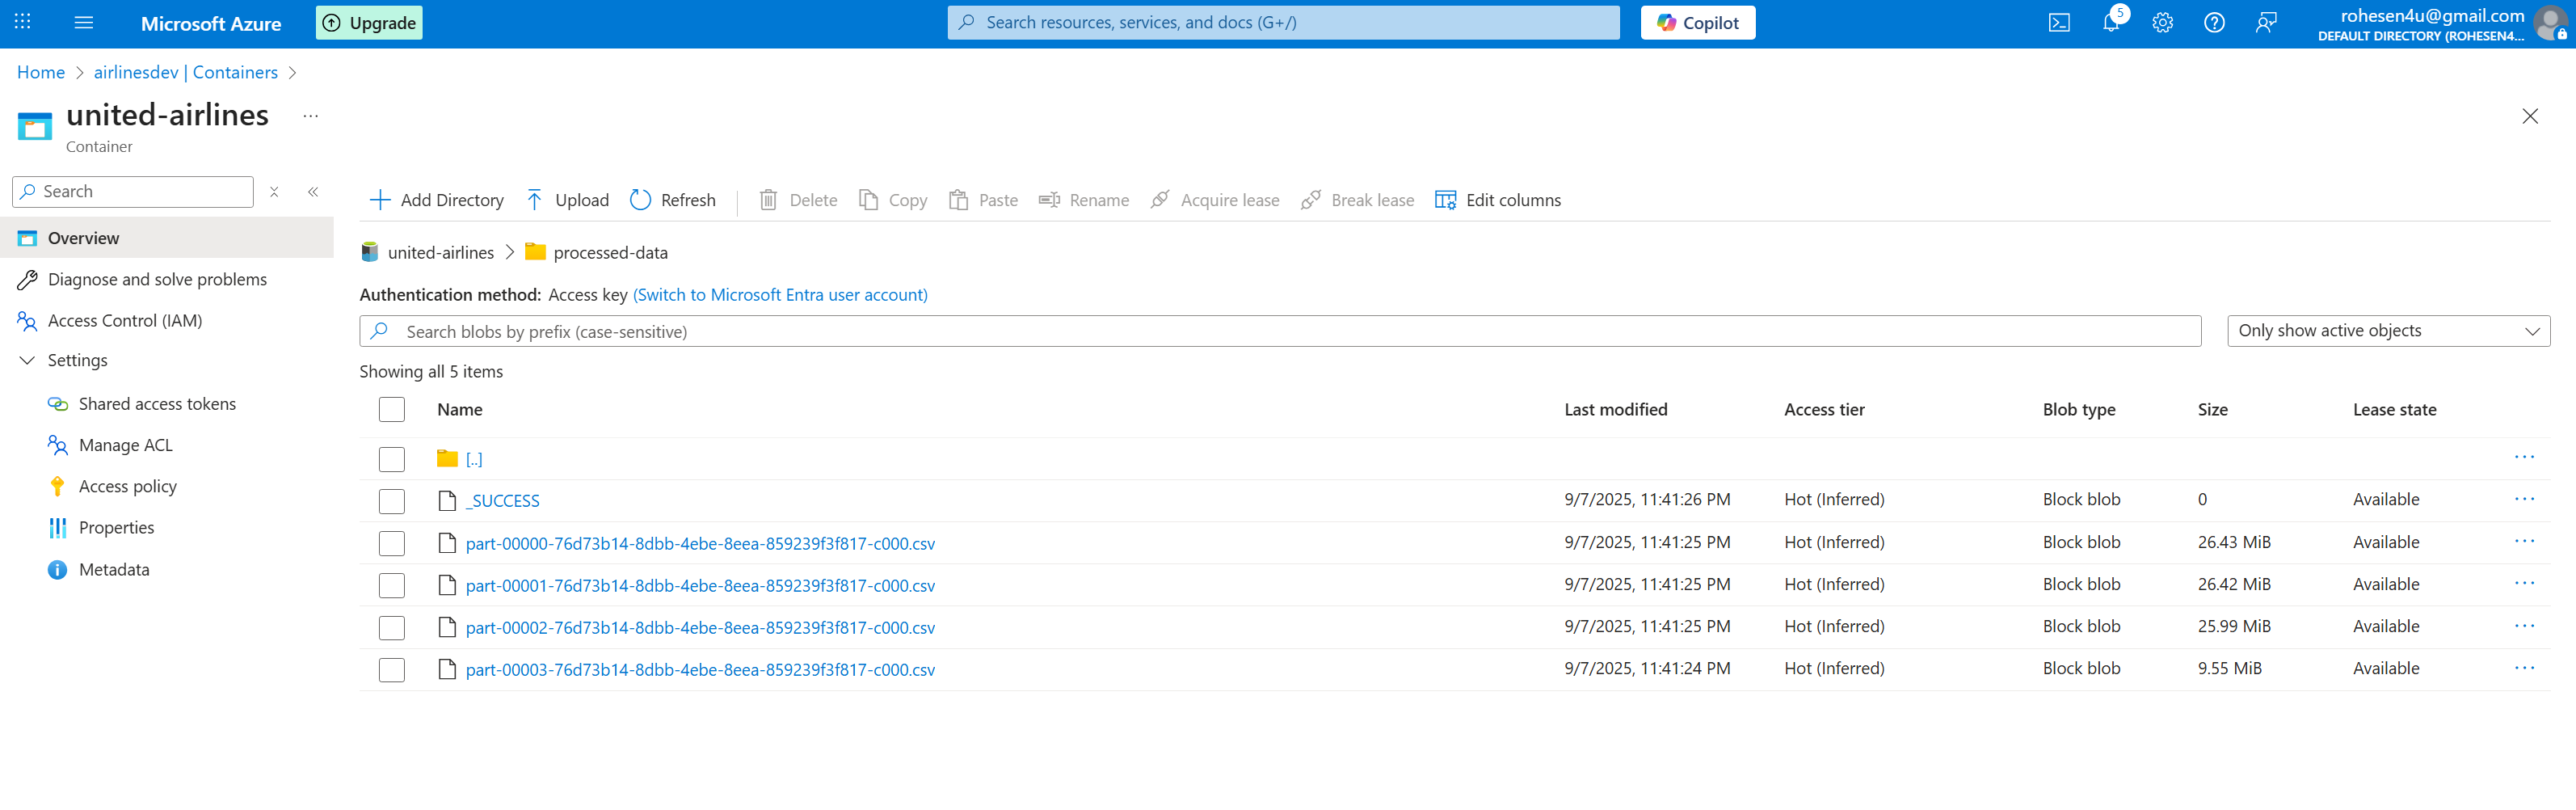 Microsoft Azure
Upgrade
Search resources, services, and docs (G+/)
Copilot
5
rohesen4u@gmail.com
DEFAULT DIRECTORY (ROHESEN4...
Home > airlinesdev | Containers >
united-airlines
...
Container
Search
Overview
Diagnose and solve problems
Access Control (IAM)
Settings
Shared access tokens
Manage ACL
Access policy
Properties
Metadata
Add Directory Upload Refresh Delete Copy Paste Rename Acquire lease Break lease Edit columns
united-airlines > processed-data
Authentication method: Access key (Switch to Microsoft Entra user account)
Search blobs by prefix (case-sensitive)
Only show active objects
Showing all 5 items
Name Last modified Access tier Blob type Size Lease state
[..] ...
_SUCCESS 9/7/2025, 11:41:26 PM Hot (Inferred) Block blob 0 Available ...
part-00000-76d73b14-8dbb-4ebe-8eea-859239f3f817-c000.csv 9/7/2025, 11:41:25 PM Hot (Inferred) Block blob 26.43 MiB Available ...
part-00001-76d73b14-8dbb-4ebe-8eea-859239f3f817-c000.csv 9/7/2025, 11:41:25 PM Hot (Inferred) Block blob 26.42 MiB Available ...
part-00002-76d73b14-8dbb-4ebe-8eea-859239f3f817-c000.csv 9/7/2025, 11:41:25 PM Hot (Inferred) Block blob 25.99 MiB Available ...
part-00003-76d73b14-8dbb-4ebe-8eea-859239f3f817-c000.csv 9/7/2025, 11:41:24 PM Hot (Inferred) Block blob 9.55 MiB Available ...